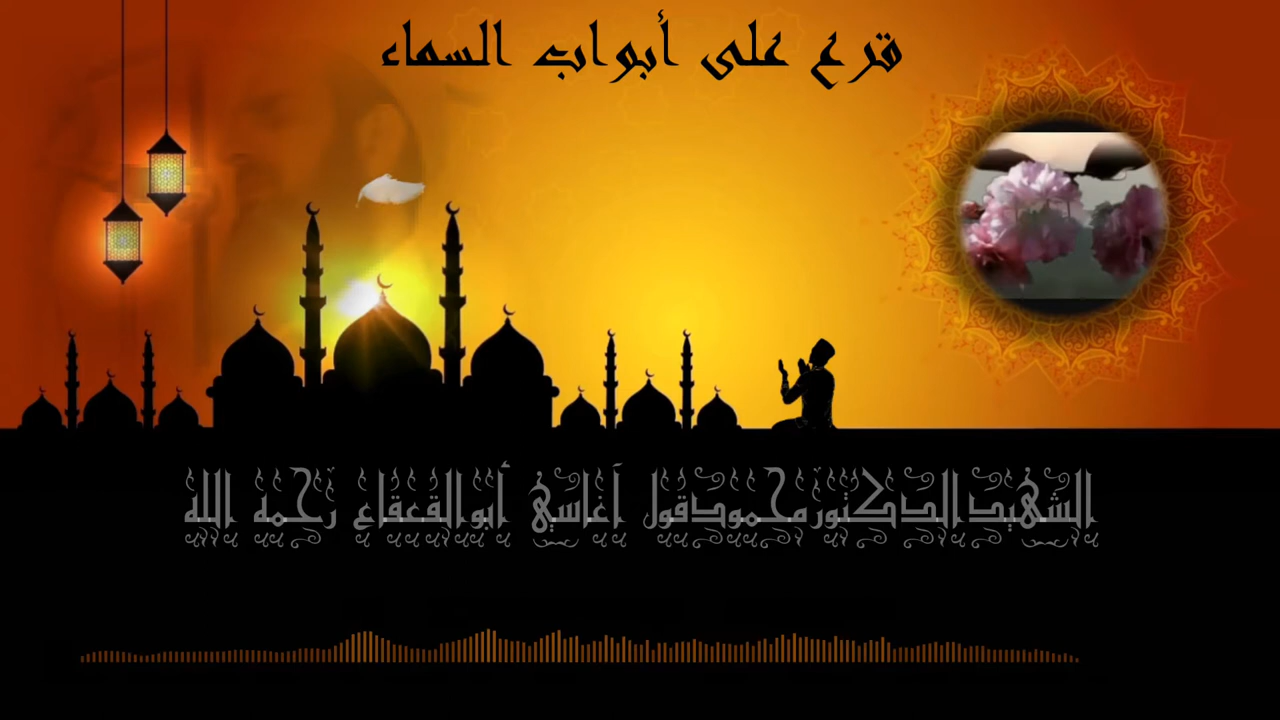 قرع على أبواب السماء
الشهيد الدكتور محمود قول آغاسي أبو القعقاع رحمه الله